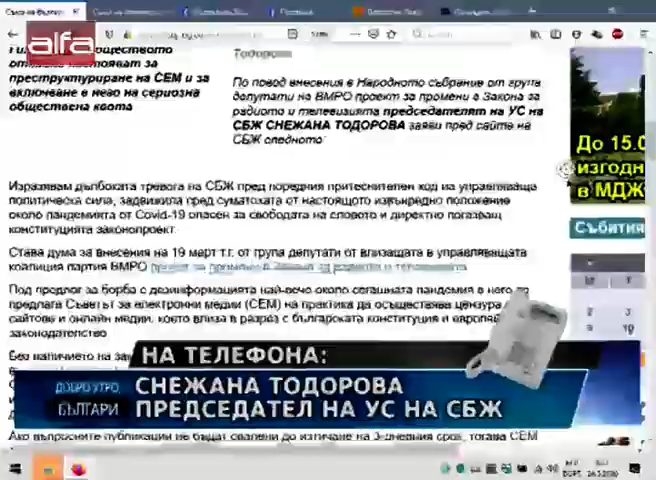 alfa
преструктуриране на СЕМ и за
включване в него на сериозна
обществена квота
Тодорова
По повод внесения в Народното събрание от група
депутати на ВМРО проект за промени в Закона за
радиото и телевизията председателят на УС на
СБЖ СНЕЖАНА ТОДОРОВА заяви пред сайта на
СБЖ следното:
До 15.0
изгодн
в МДЖ
Изразявам дълбоката тревога на СБЖ пред поредния притеснителен ход на управляваща
политическа сила, задвижила пред суматохата от настоящото извънредно положение
около пандемията от Covid-19 опасен за свободата на словото и директно погазващ
конституцията законопроект
Събития
Става дума за внесения на 19 март т.г. от група депутати от влизащата в управляващата
коалиция партия ВМРО
Под предлог за борба с дезинформацията най-вече около сегашната пандемия в него се
предлага Съветът за електронни медии (СЕМ) на практика да осъществява цензура
сайтове и онлайн медии, което влиза в разрез с българската конституция и европей
законодателство
Без наличието на за
НА ТЕЛЕФОНА:
ДОБРО УТРО,
БЪЛГАРИ
СНЕЖАНА ТОДОРОВА
ПРЕДСЕДАТЕЛ НА УС НА СБЖ
Ако въпросните публикации не бъдат свалени до изтичане на 3-дневния срок, тогава СЕМ